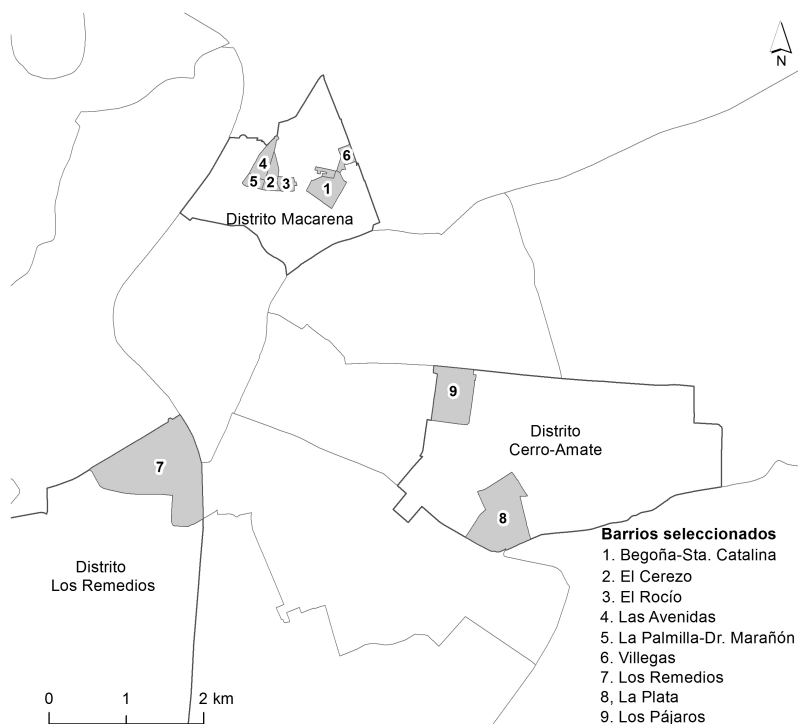 N
6
4
5
2
3
1
Distrito Macarena
9
Distrito
Cerro-Amate
7
8
Distrito
Los Remedios
Barrios seleccionados
1. Begoña-Sta. Catalina
2. El Cerezo
3. El Rocío
4. Las Avenidas
5. La Palmilla-Dr. Marañón
6. Villegas
7. Los Remedios
8, La Plata
9. Los Pájaros
0 1 2 km